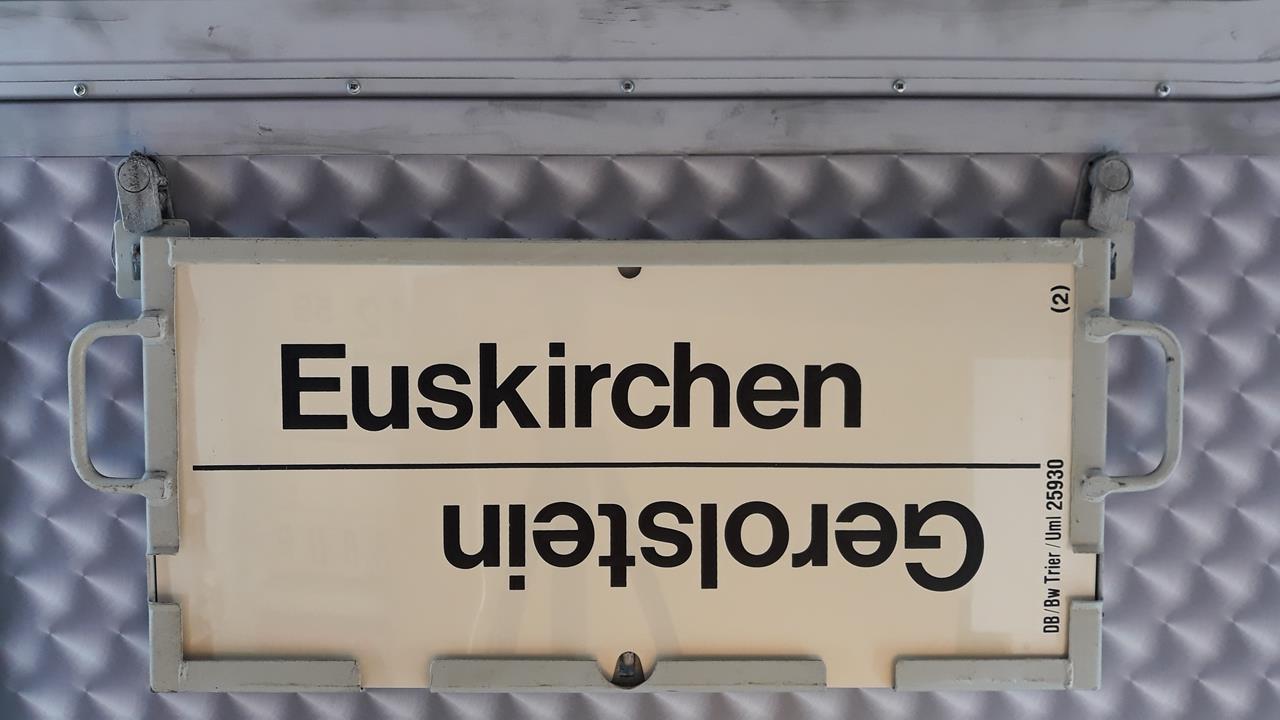 Euskirchen
Gerolstein
(2)
DB/Bw Trier/Uml 25930